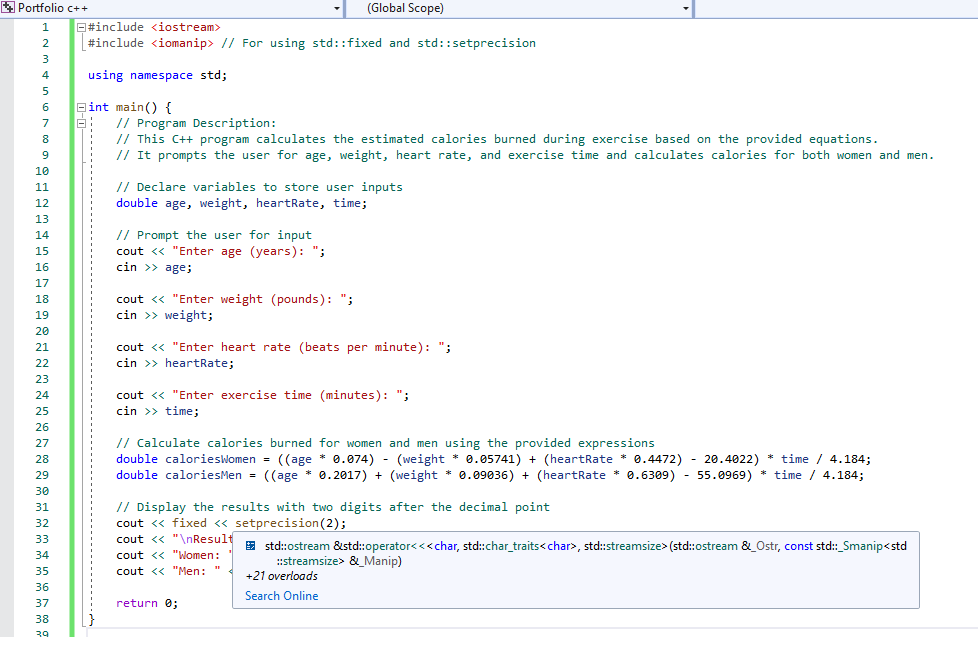 Portfolio c++ (Global Scope)
1 #include <iostream>
2 #include <iomanip> // For using std::fixed and std::setprecision
3
4 using namespace std;
5
6 int main() {
7 // Program Description:
8 // This C++ program calculates the estimated calories burned during exercise based on the provided equations.
9 // It prompts the user for age, weight, heart rate, and exercise time and calculates calories for both women and men.
10
11 // Declare variables to store user inputs
12 double age, weight, heartRate, time;
13
14 // Prompt the user for input
15 cout << "Enter age (years): ";
16 cin >> age;
17
18 cout << "Enter weight (pounds): ";
19 cin >> weight;
20
21 cout << "Enter heart rate (beats per minute): ";
22 cin >> heartRate;
23
24 cout << "Enter exercise time (minutes): ";
25 cin >> time;
26
27 // Calculate calories burned for women and men using the provided expressions
28 double caloriesWomen = ((age * 0.074) - (weight * 0.05741) + (heartRate * 0.4472) - 20.4022) * time / 4.184;
29 double caloriesMen = ((age * 0.2017) + (weight * 0.09036) + (heartRate * 0.6309) - 55.0969) * time / 4.184;
30
31 // Display the results with two digits after the decimal point
32 cout << fixed << setprecision(2);
33 cout << "\nResult
34 cout << "Women: "
35 cout << "Men: " <
36
37 return 0;
38 }
39
std::ostream &std::operator<<<char, std::char_traits<char>, std::streamsize>(std::ostream &_Ostr, const std::_Smanip<std
::streamsize> &_Manip)
+21 overloads
Search Online